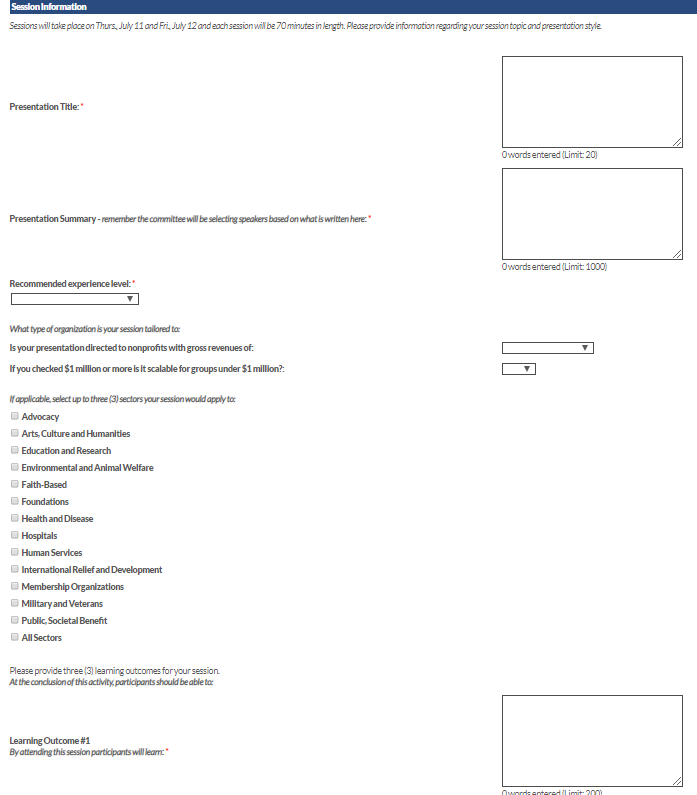 Session Information
Sessions will take place on Thurs., July 11 and Fri., July 12 and each session will be 70 minutes in length. Please provide information regarding your session topic and presentation style.
Presentation Title: *
0 words entered (Limit: 20)
Presentation Summary - remember the committee will be selecting speakers based on what is written here: *
0 words entered (Limit: 1000)
Recommended experience level: *
What type of organization is your session tailored to:
Is your presentation directed to nonprofits with gross revenues of:
If you checked $1 million or more is it scalable for groups under $1 million?:
If applicable, select up to three (3) sectors your session would apply to:
Advocacy
Arts, Culture and Humanities
Education and Research
Environmental and Animal Welfare
Faith-Based
Foundations
Health and Disease
Hospitals
Human Services
International Relief and Development
Membership Organizations
Military and Veterans
Public, Societal Benefit
All Sectors
Please provide three (3) learning outcomes for your session.
At the conclusion of this activity, participants should be able to:
Learning Outcome #1
By attending this session participants will learn: *
0 words entered (Limit: 200)